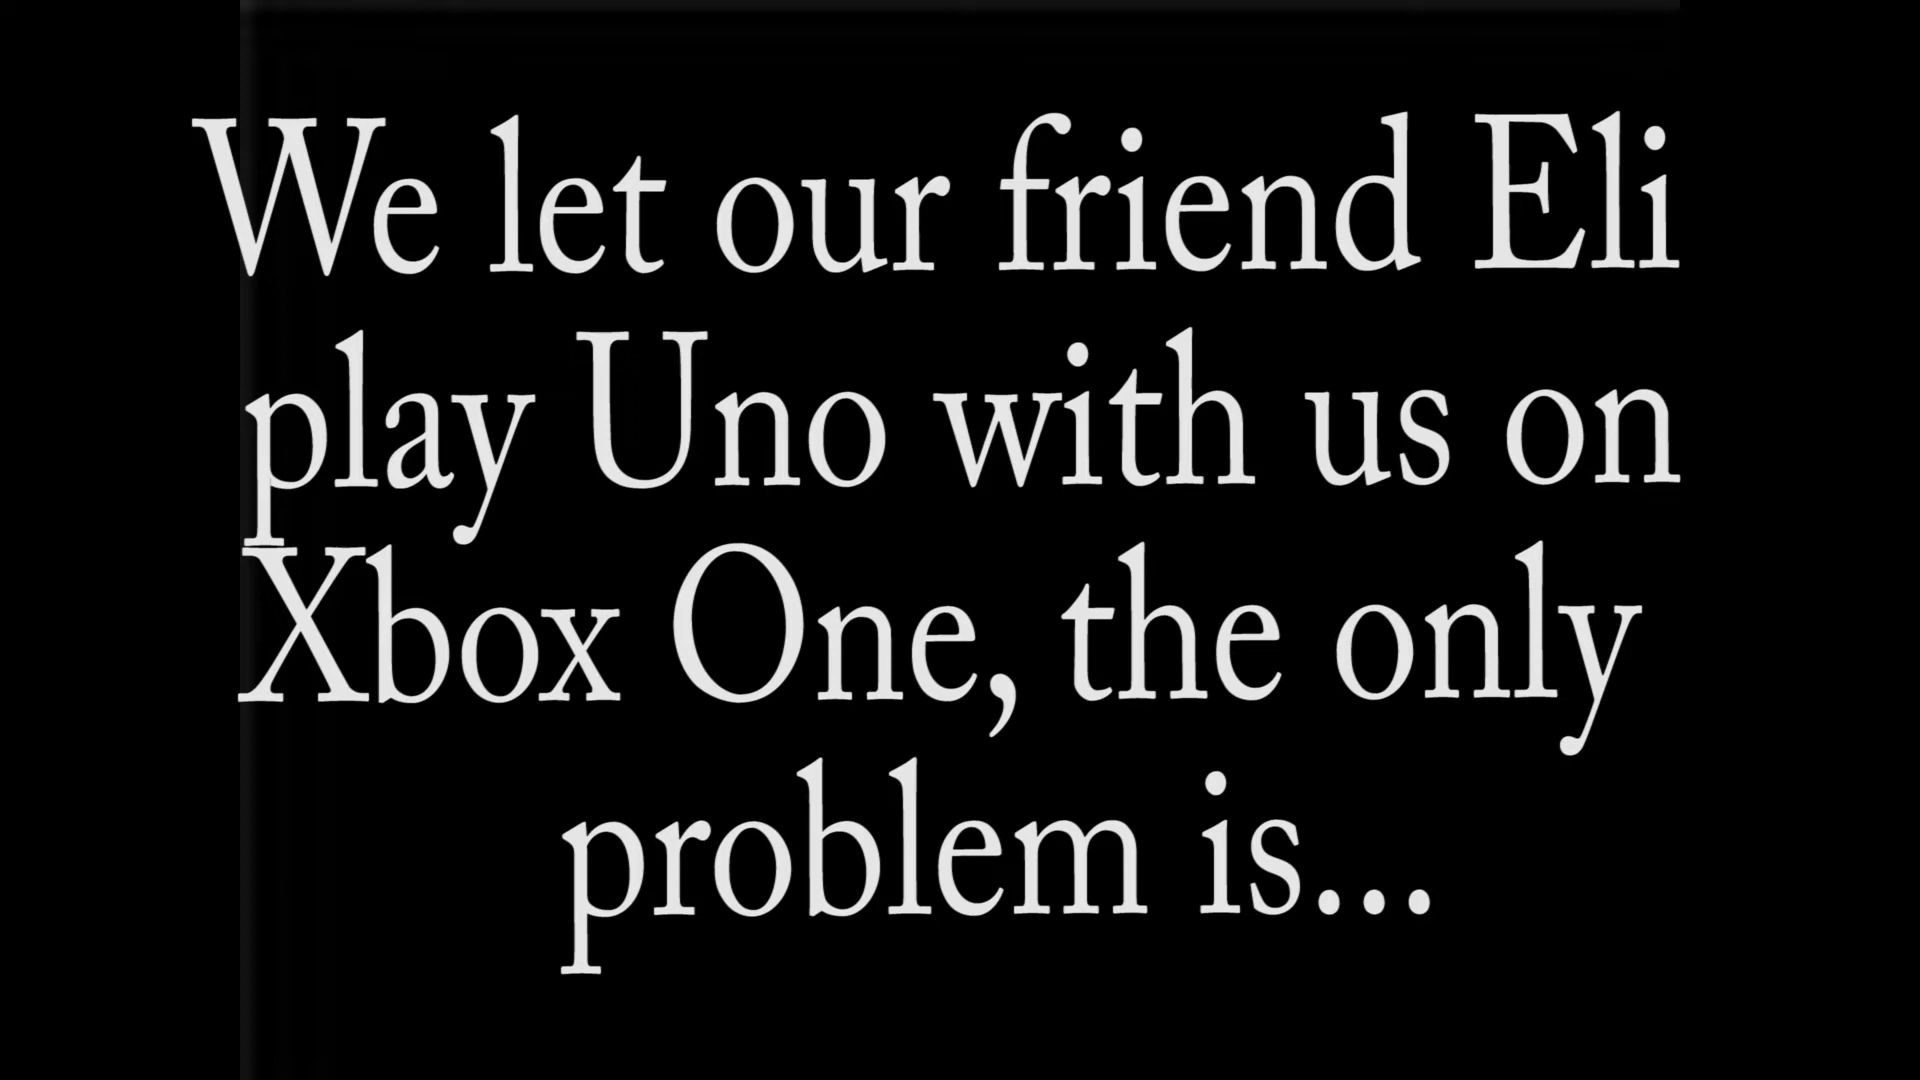 We let our friend Eli
play Uno with us on
Xbox One, the only
problem is...